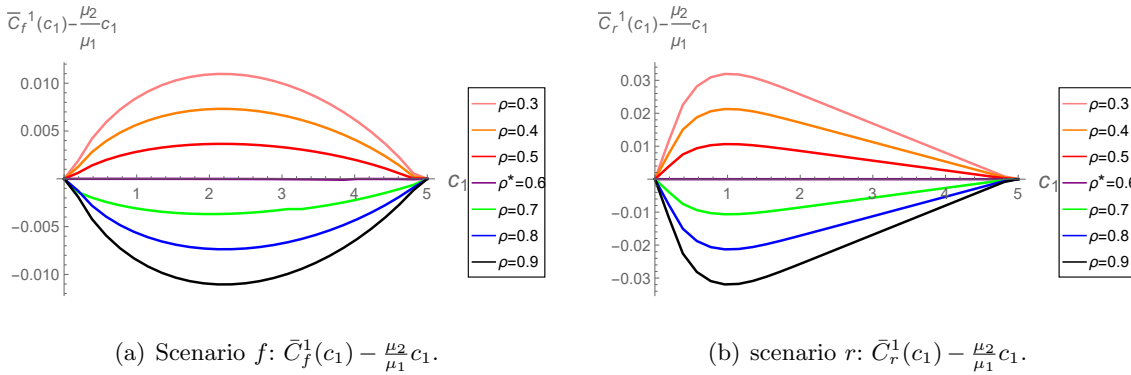 C̅_f^1(c_1)−μ_2/μ_1 c_1
0.010
0.005
−0.005
−0.010
1
2
3
4
5
c_1
ρ=0.3
ρ=0.4
ρ=0.5
ρ*=0.6
ρ=0.7
ρ=0.8
ρ=0.9
(a) Scenario f: C̄_f^1(c_1) − μ_2/μ_1 c_1.
C̅_r^1(c_1)−μ_2/μ_1 c_1
0.03
0.02
0.01
−0.01
−0.02
−0.03
1
2
3
4
5
c_1
ρ=0.3
ρ=0.4
ρ=0.5
ρ*=0.6
ρ=0.7
ρ=0.8
ρ=0.9
(b) scenario r: C̄_r^1(c_1) − μ_2/μ_1 c_1.